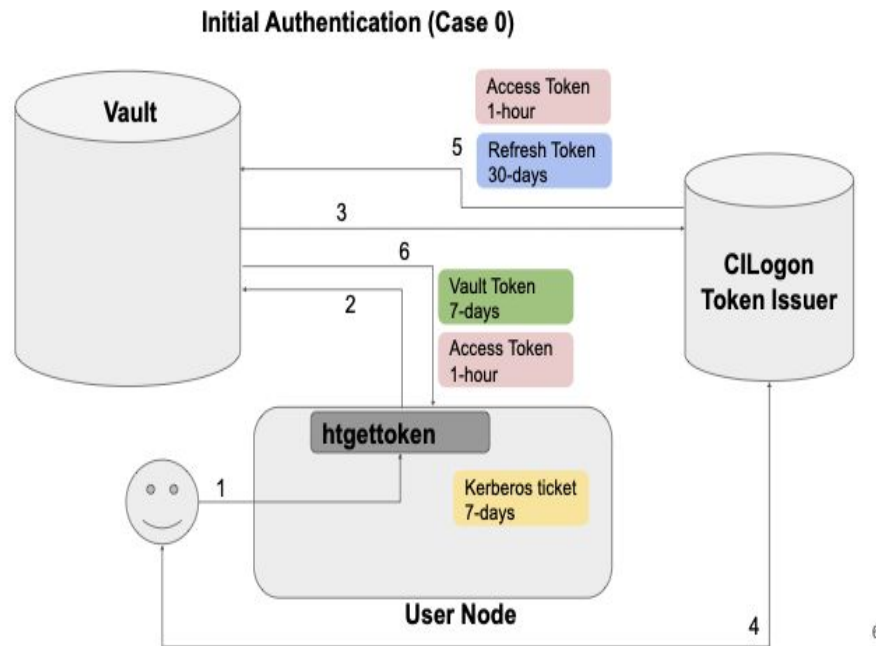 Initial Authentication (Case 0)
Vault
Access Token
1-hour
5
Refresh Token
30-days
3
6
CILogon
Token Issuer
Vault Token
7-days
2
Access Token
1-hour
htgettoken
1
Kerberos ticket
7-days
User Node
4
6